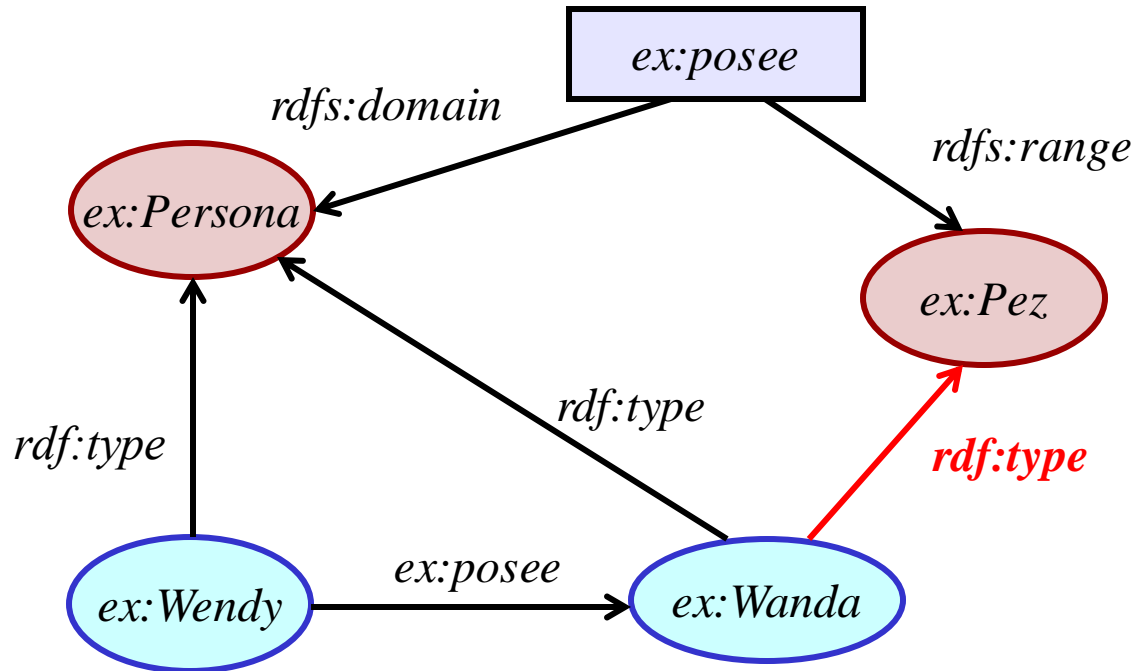 ex:posee
rdfs:domain
rdfs:range
ex:Persona
ex:Pez
rdf:type
rdf:type
rdf:type
ex:posee
ex:Wendy
ex:Wanda